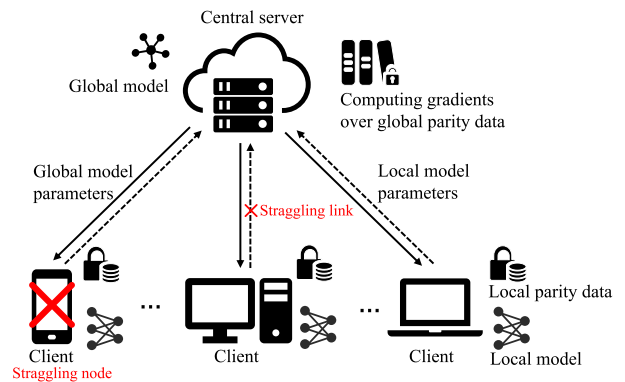 Central server
Global model
Computing gradients
over global parity data
Global model
parameters
Local model
parameters
Straggling link
Local parity data
...
...
Client
Client
Client
Local model
Straggling node